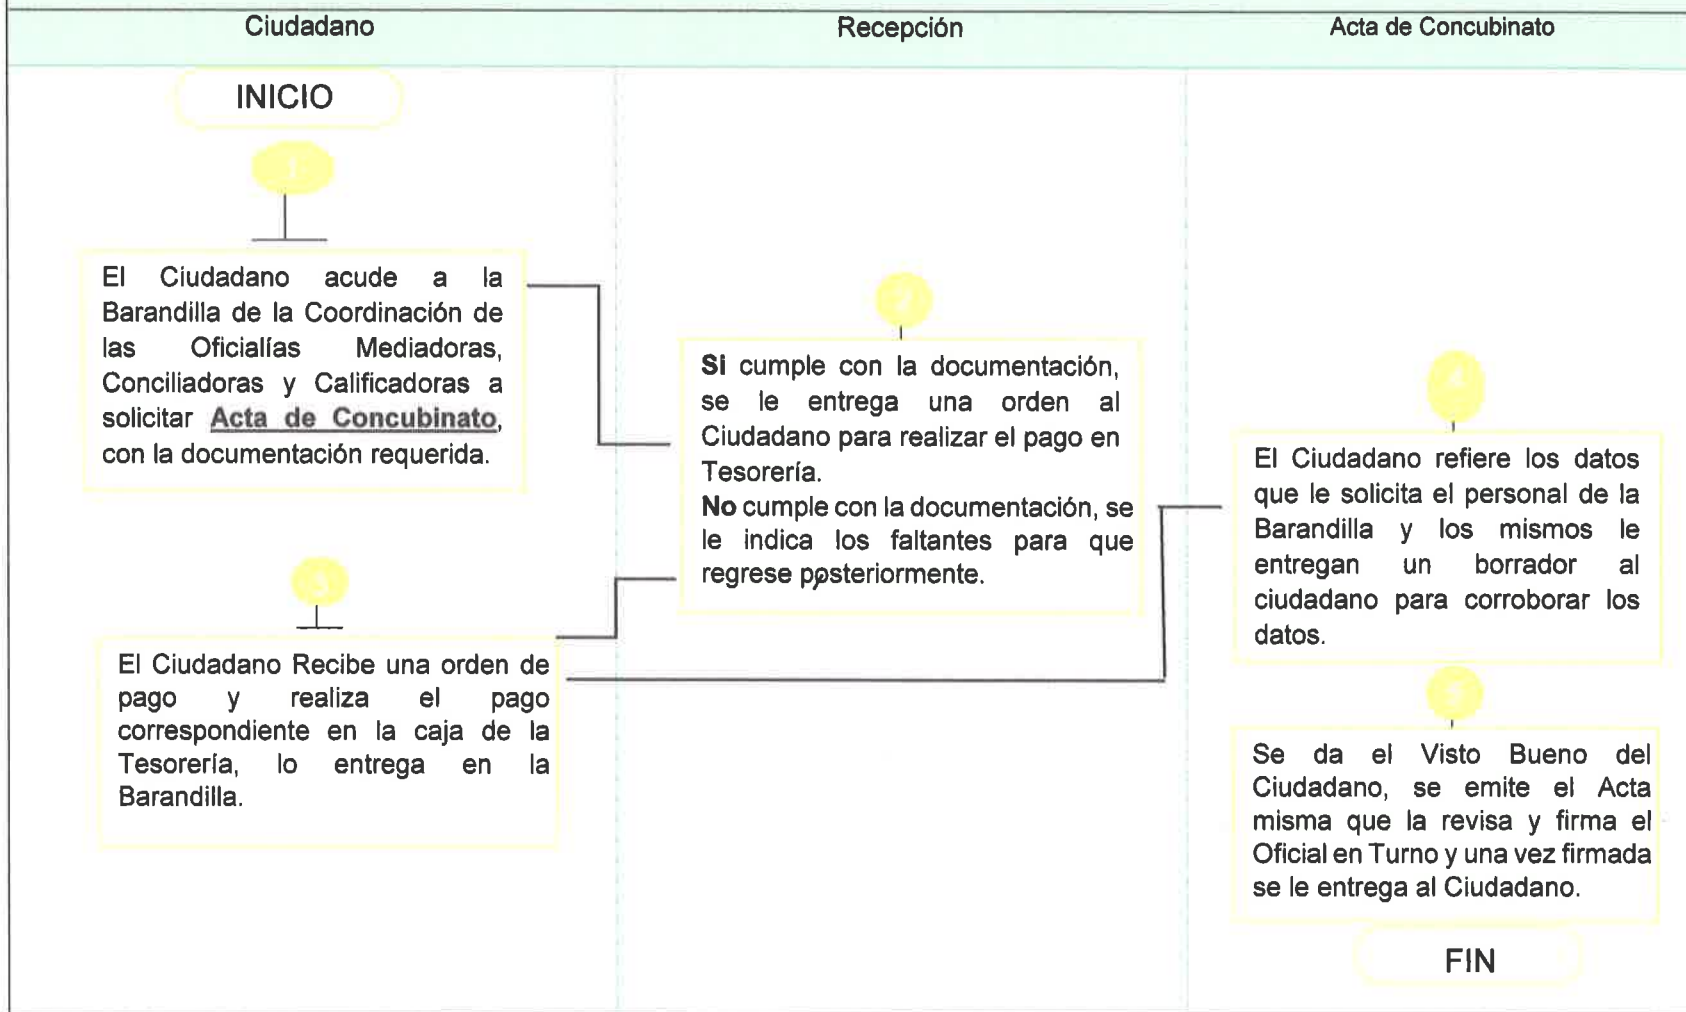 Ciudadano
Recepción
Acta de Concubinato
INICIO
1
El Ciudadano acude a la
Barandilla de la Coordinación de
las Oficialías Mediadoras,
Conciliadoras y Calificadoras a
solicitar Acta de Concubinato,
con la documentación requerida.
2
Si cumple con la documentación,
se le entrega una orden al
Ciudadano para realizar el pago en
Tesorería.
No cumple con la documentación, se
le indica los faltantes para que
regrese posteriormente.
3
El Ciudadano Recibe una orden de
pago y realiza el pago
correspondiente en la caja de la
Tesorería, lo entrega en la
Barandilla.
4
El Ciudadano refiere los datos
que le solicita el personal de la
Barandilla y los mismos le
entregan un borrador al
ciudadano para corroborar los
datos.
5
Se da el Visto Bueno del
Ciudadano, se emite el Acta
misma que la revisa y firma el
Oficial en Turno y una vez firmada
se le entrega al Ciudadano.
FIN